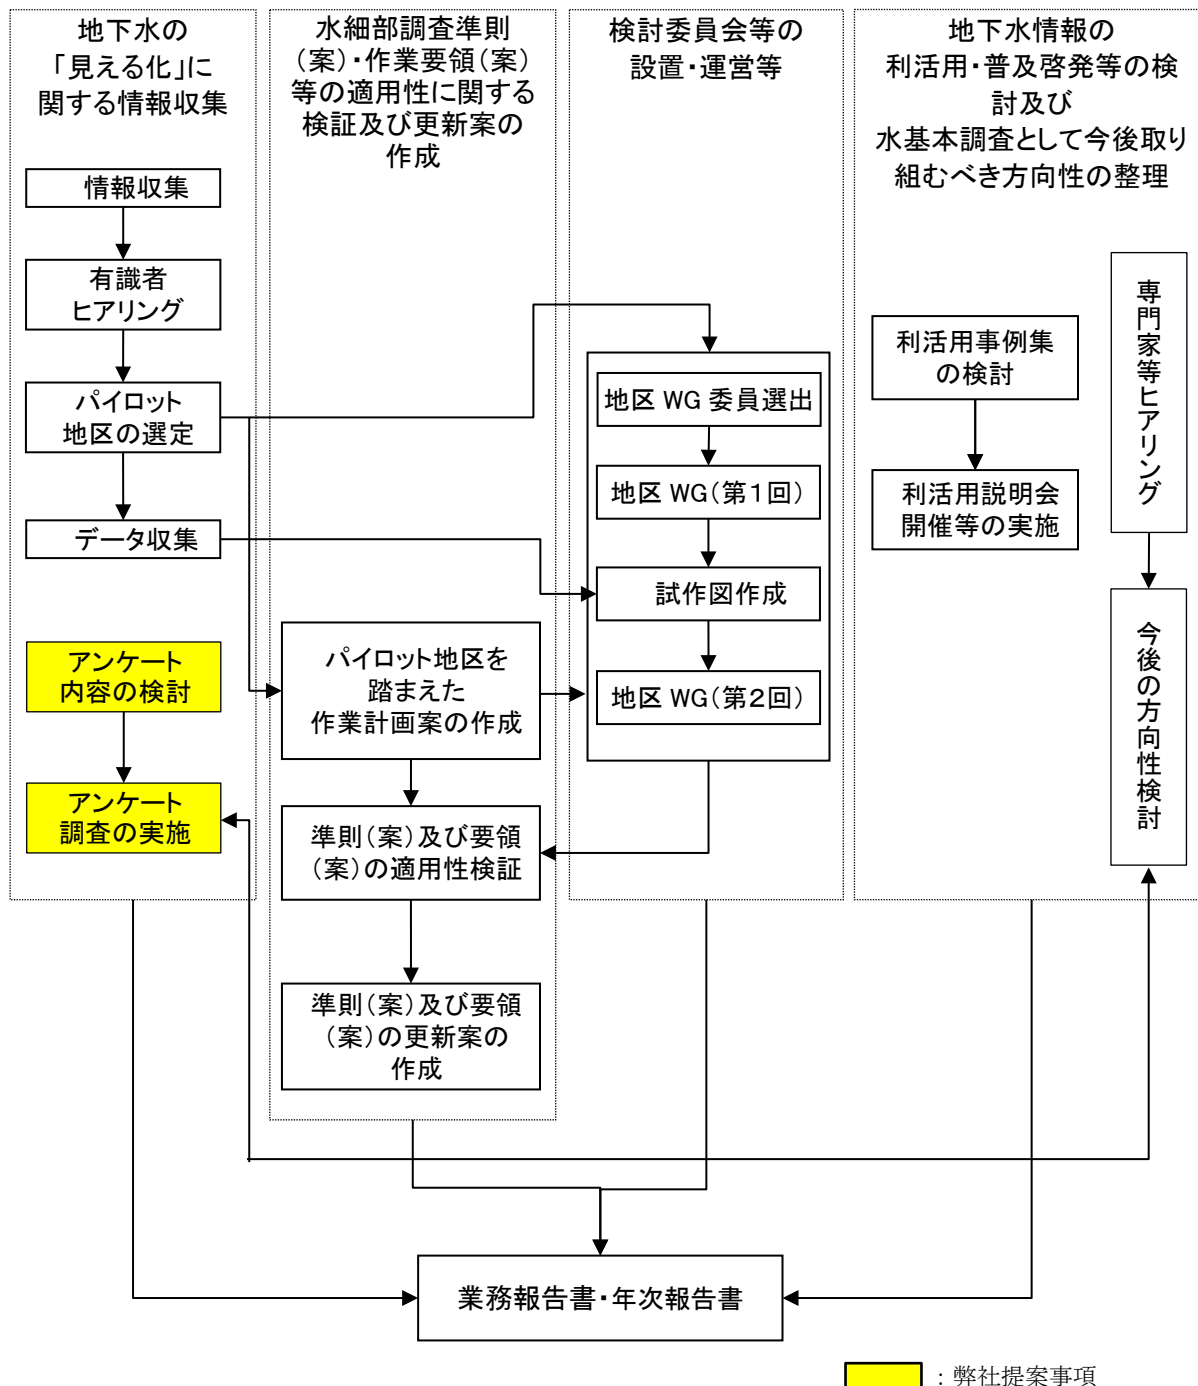 地下水の
「見える化」に
関する情報収集
情報収集
有識者
ヒアリング
パイロット
地区の選定
データ収集
アンケート
内容の検討
アンケート
調査の実施
水細部調査準則
(案)・作業要領(案)
等の適用性に関する
検証及び更新案の
作成
パイロット地区を
踏まえた
作業計画案の作成
準則(案)及び要領
(案)の適用性検証
準則(案)及び要領
(案)の更新案の
作成
検討委員会等の
設置・運営等
地区 WG 委員選出
地区 WG(第1回)
試作図作成
地区 WG(第2回)
地下水情報の
利活用・普及啓発等の検
討及び
水基本調査として今後取り
組むべき方向性の整理
利活用事例集
の検討
利活用説明会
開催等の実施
専門家等ヒアリング
今後の方向性検討
業務報告書・年次報告書
:弊社提案事項